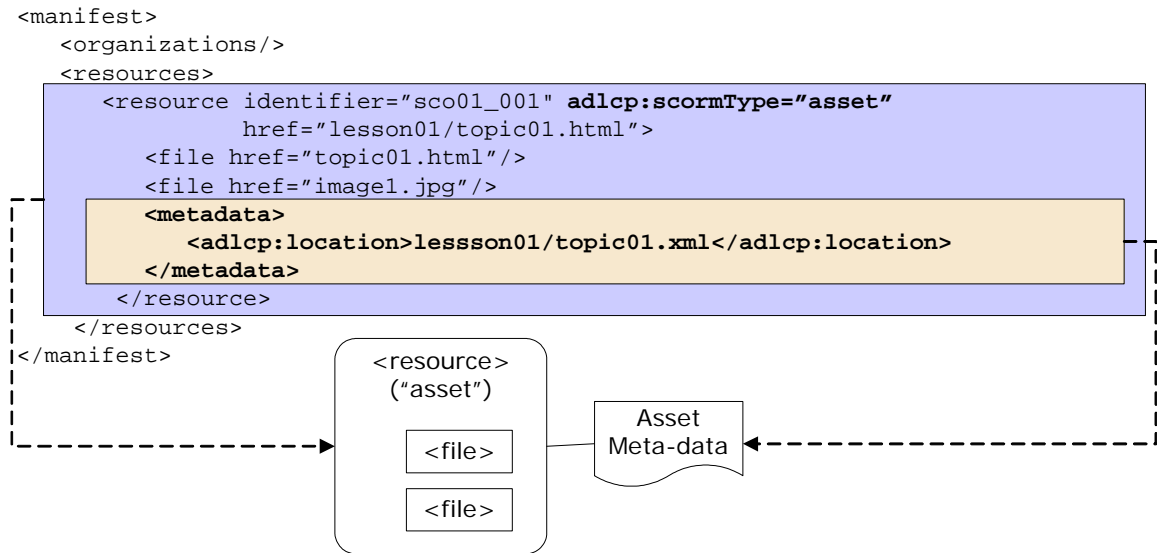 <manifest>
<organizations/>
<resources>
<resource identifier="sco01_001" adlcp:scormType=”asset”
href=”lesson01/topic01.html”>
<file href=”topic01.html”/>
<file href=”image1.jpg”/>
<metadata>
<adlcp:location>lessson01/topic01.xml</adlcp:location>
</metadata>
</resource>
</resources>
</manifest>
<resource>
(“asset”)
<file>
<file>
Asset
Meta-data